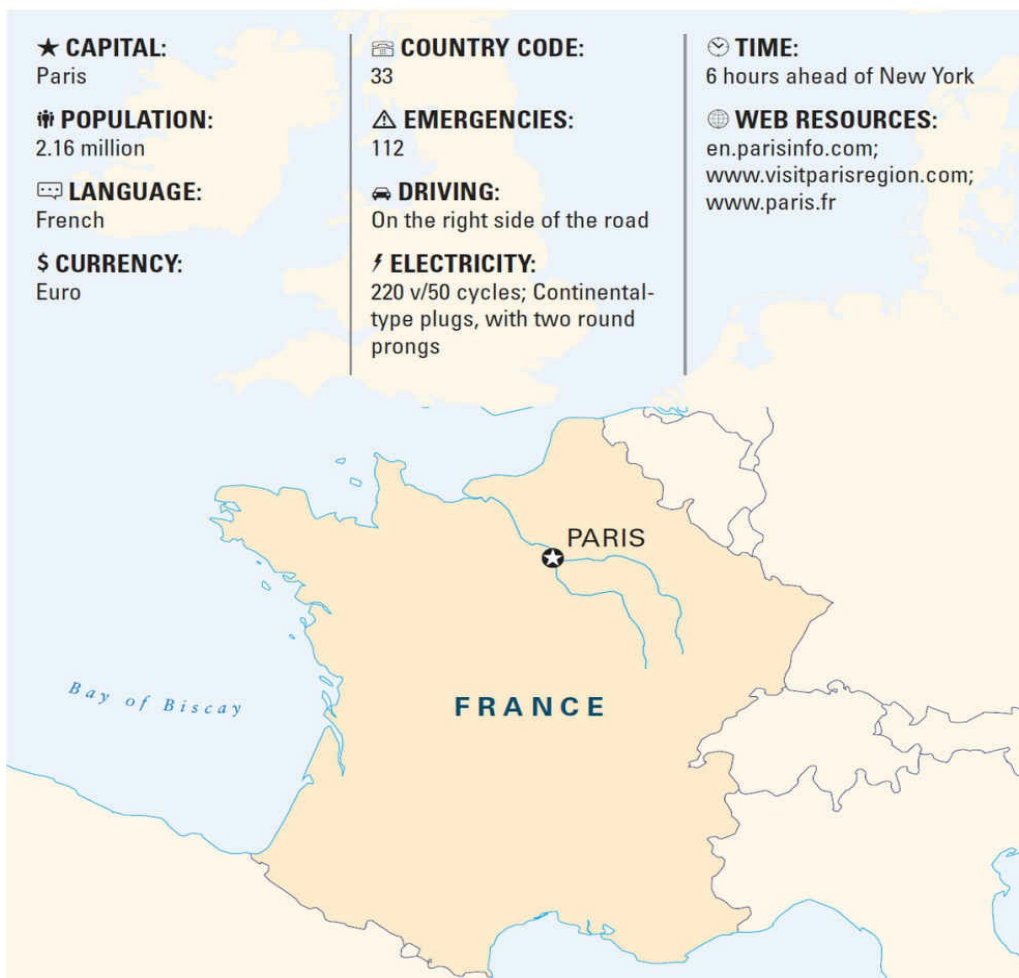 CAPITAL:
Paris
POPULATION:
2.16 million
LANGUAGE:
French
$ CURRENCY:
Euro
COUNTRY CODE:
33
EMERGENCIES:
112
DRIVING:
On the right side of the road
ELECTRICITY:
220 v/50 cycles; Continental-
type plugs, with two round
prongs
TIME:
6 hours ahead of New York
WEB RESOURCES:
en.parisinfo.com;
www.visitparisregion.com;
www.paris.fr
PARIS
FRANCE
Bay of Biscay